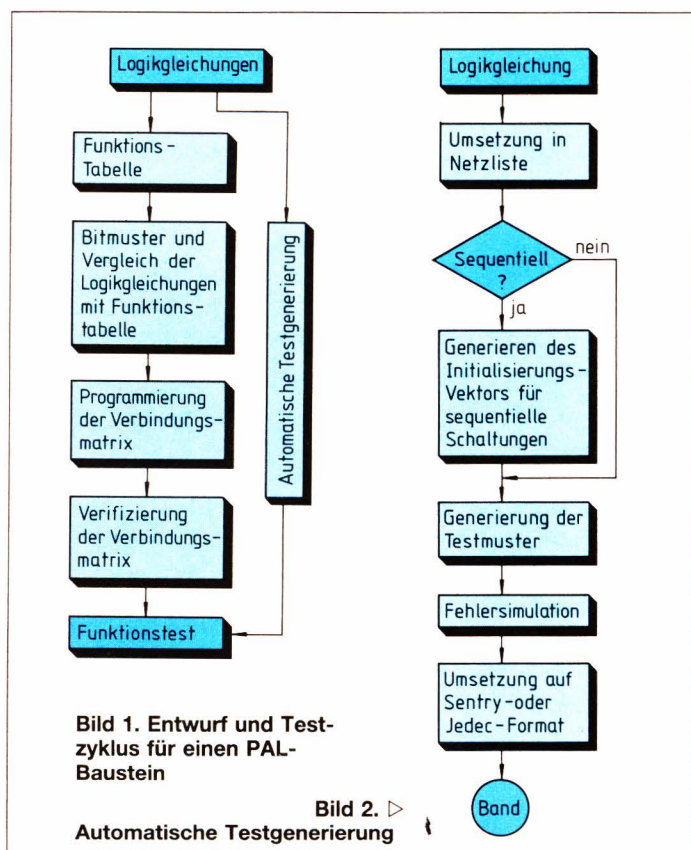 Logikgleichungen
Funktions-
Tabelle
Bitmuster und
Vergleich der
Logikgleichungen
mit Funktions-
tabelle
Programmierung
der Verbindungs-
matrix
Verifizierung
der Verbindungs-
matrix
Funktionstest
Automatische Testgenerierung
Bild 1. Entwurf und Test-
zyklus für einen PAL-
Baustein
Logikgleichung
Umsetzung in
Netzliste
Sequentiell
?
nein
ja
Generieren des
Initialisierungs-
Vektors für
sequentielle
Schaltungen
Generierung der
Testmuster
Fehlersimulation
Umsetzung auf
Sentry-oder
Jedec-Format
Band
Bild 2. ▷
Automatische Testgenerierung